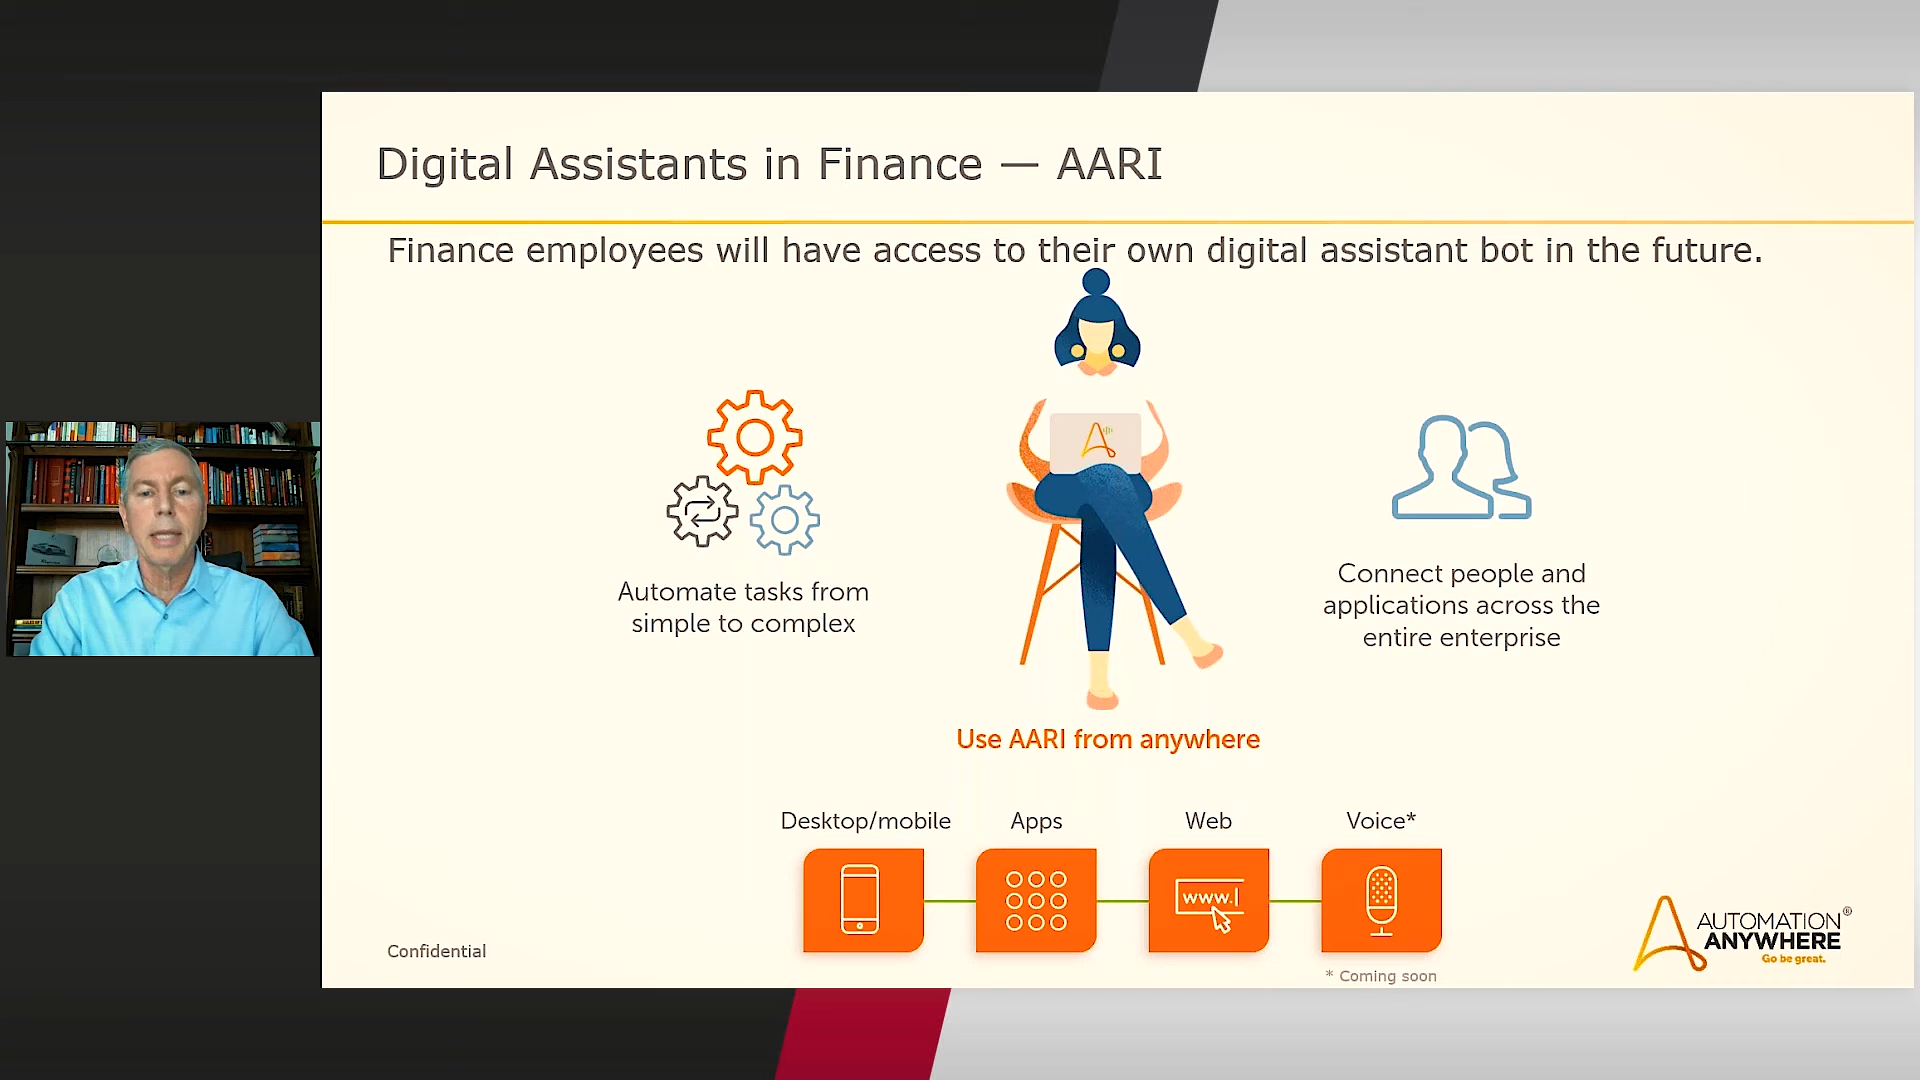 Digital Assistants in Finance — AARI
Finance employees will have access to their own digital assistant bot in the future.
Automate tasks from
simple to complex
Connect people and
applications across the
entire enterprise
Use AARI from anywhere
Desktop/mobile
Apps
Web
Voice*
www.
Confidential
* Coming soon
AUTOMATION®
ANYWHERE
Go be great.